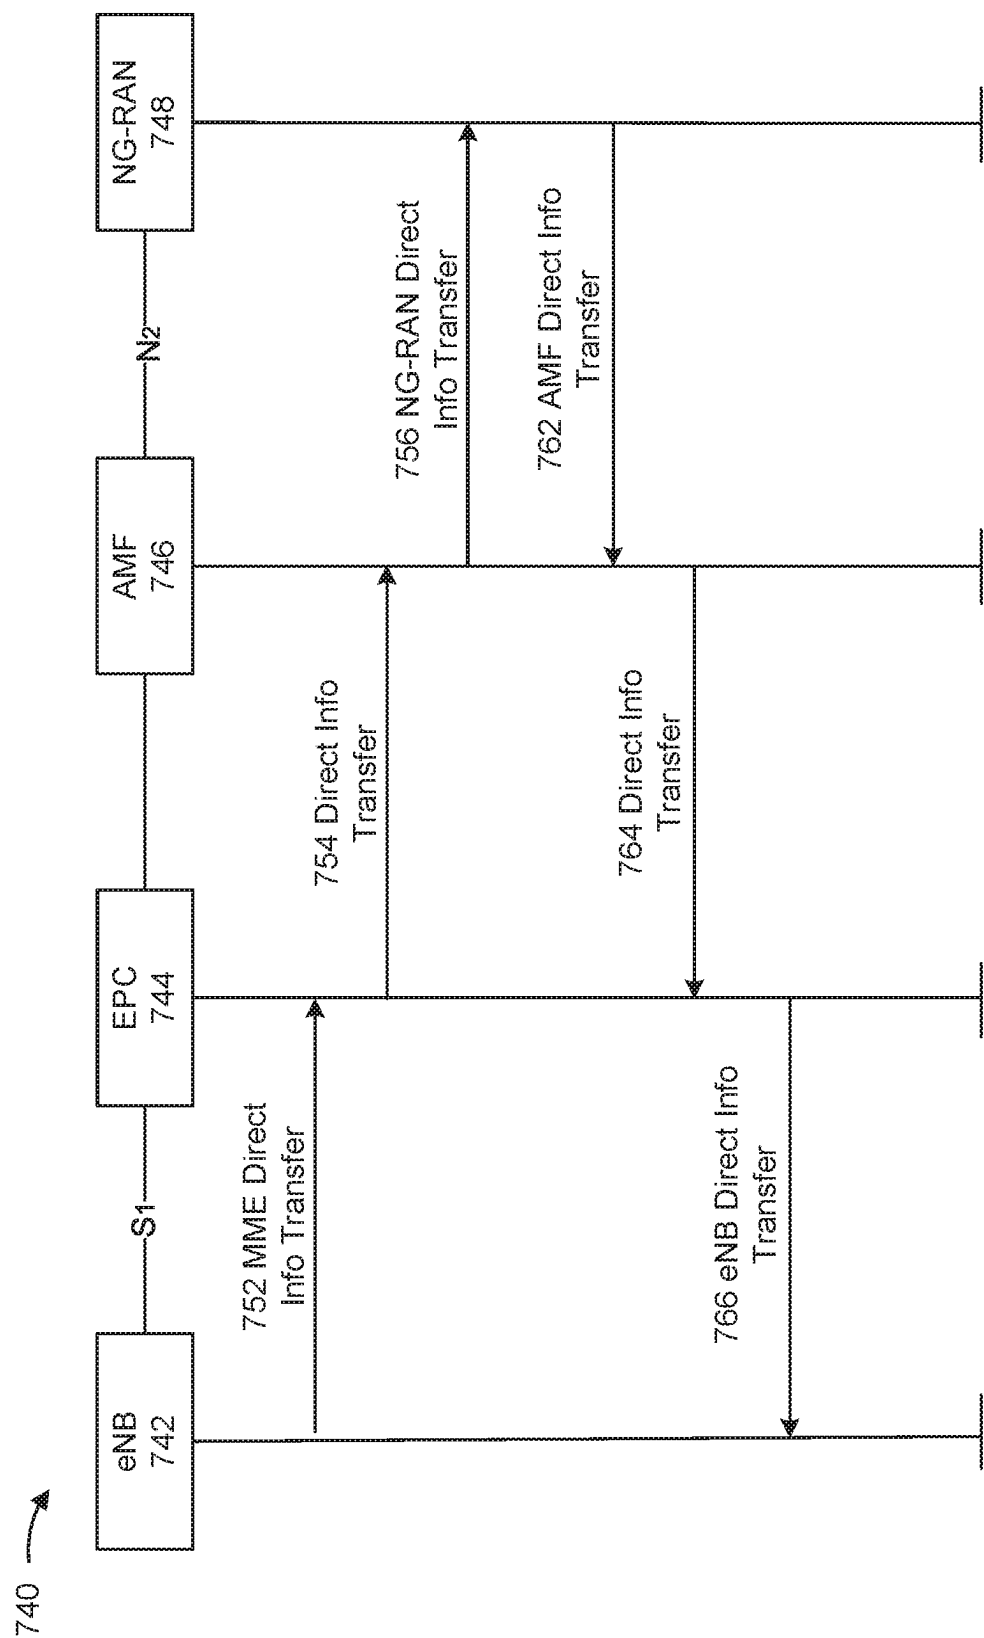 740
eNB
742
S1
EPC
744
AMF
746
N2
NG-RAN
748
752 MME Direct
Info Transfer
754 Direct Info
Transfer
756 NG-RAN Direct
Info Transfer
762 AMF Direct Info
Transfer
764 Direct Info
Transfer
766 eNB Direct Info
Transfer